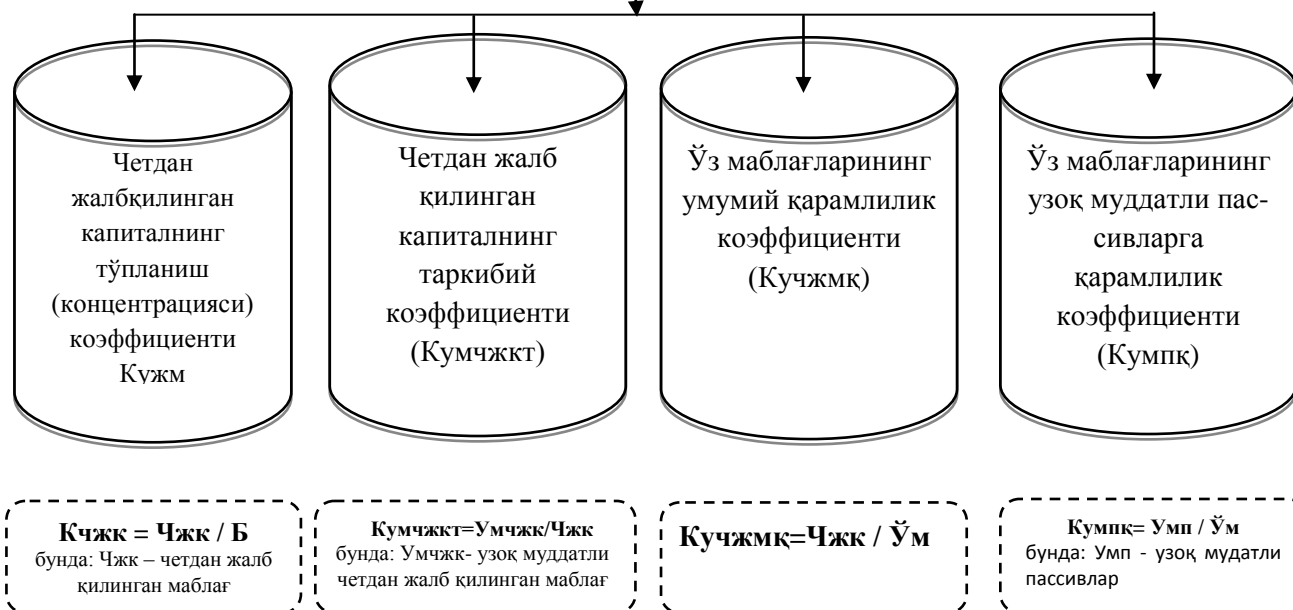 Четдан
жалбқилинган
капиталнинг
тўпланиш
(концентрацияси)
коэффициенти
Кужм
Четдан жалб
қилинган
капиталнинг
таркибий
коэффициенти
(Кумчжкт)
Ўз маблағларининг
умумий қарамлилик
коэффициенти
(Кучжмқ)
Ўз маблағларининг
узоқ муддатли пас-
сивларга
қарамлилик
коэффициенти
(Кумпқ)
Кчжк = Чжк / Б
бунда: Чжк – четдан жалб
қилинган маблағ
Кумчжкт=Умчжк/Чжк
бунда: Умчжк- узоқ муддатли
четдан жалб қилинган маблағ
Кучжмқ=Чжк / Ўм
Кумпқ= Умп / Ўм
бунда: Умп - узоқ мудатли
пассивлар